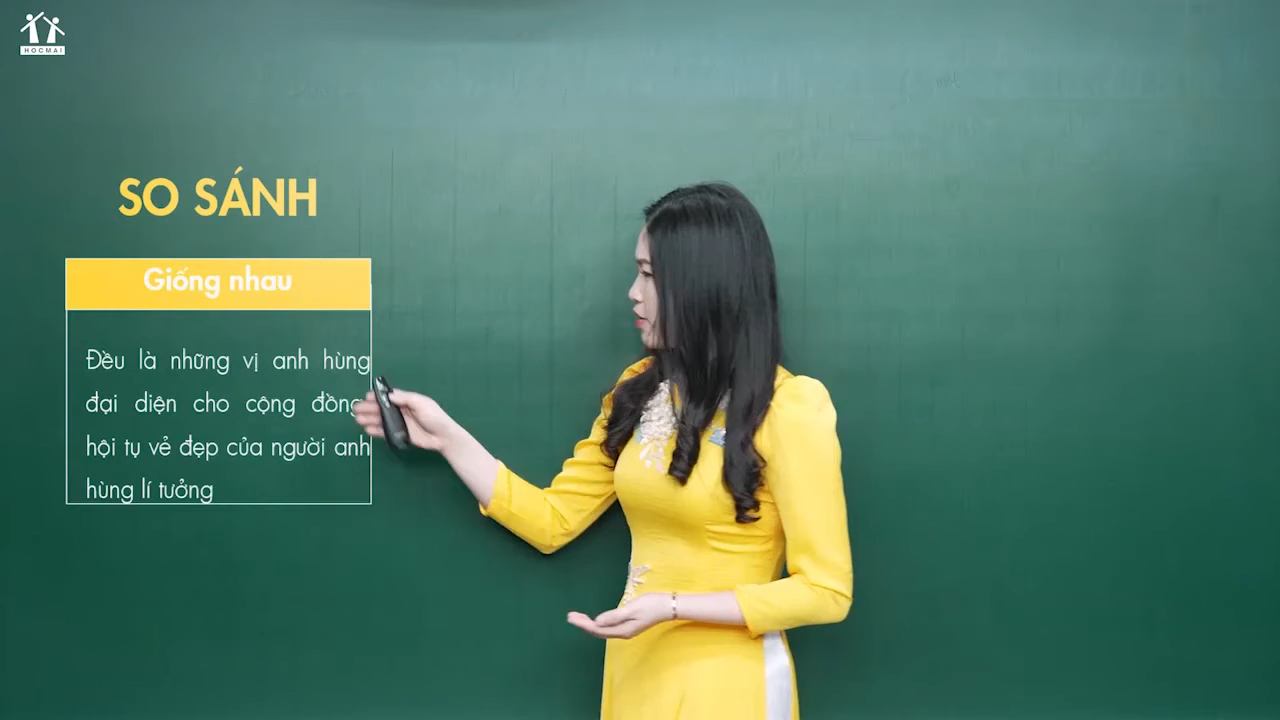 HOCMAI
SO SÁNH
Giống nhau
Đều là những vị anh hùng
đại diện cho cộng đồng,
hội tụ vẻ đẹp của người anh
hùng lí tưởng